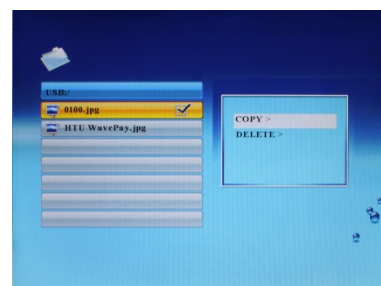 USB:/
0100.jpg
HTU WavePay.jpg
COPY >
DELETE >